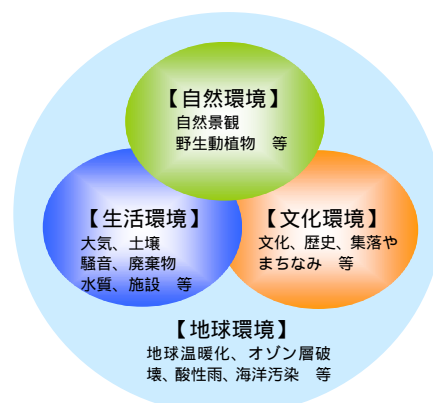 【自然環境】
自然景観
野生動植物　等
【生活環境】
大気、土壌
騒音、廃棄物
水質、施設　等
【文化環境】
文化、歴史、集落や
まちなみ　等
【地球環境】
地球温暖化、オゾン層破
壊、酸性雨、海洋汚染　等